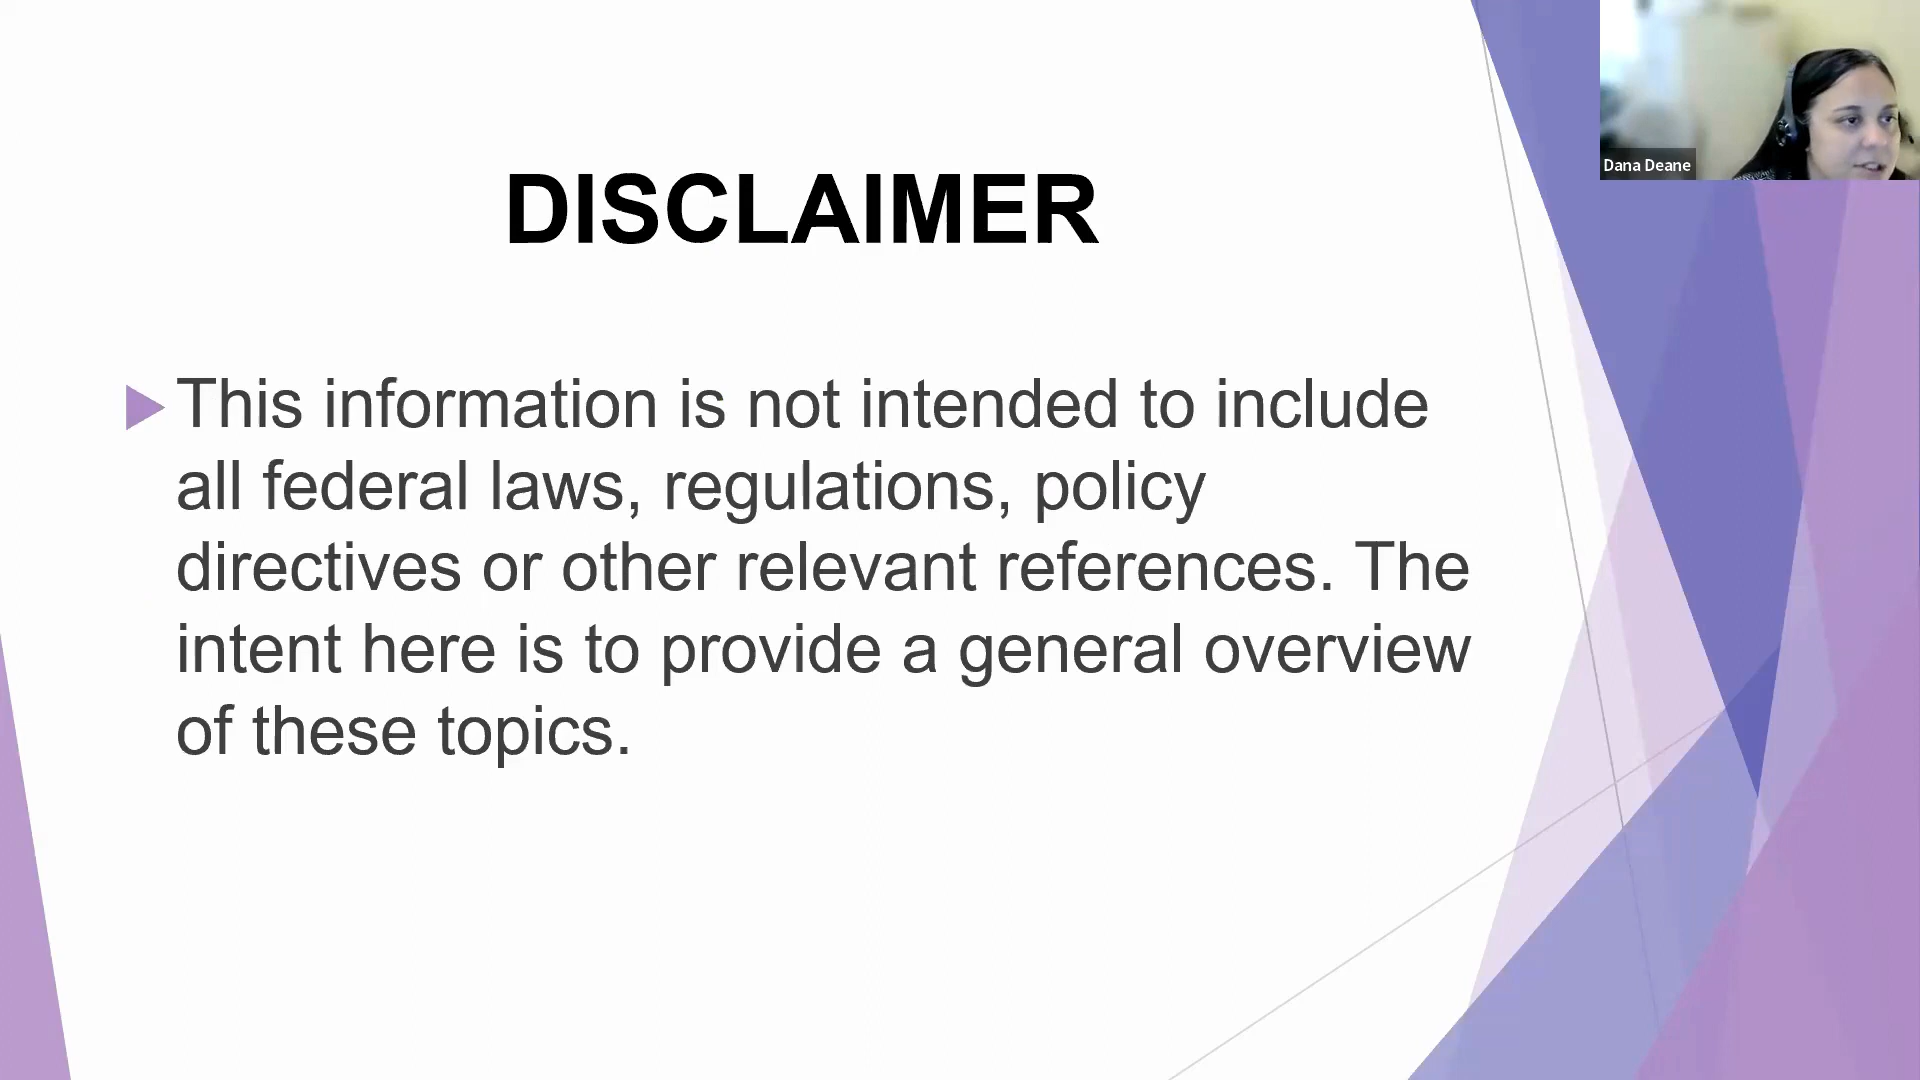 DISCLAIMER
This information is not intended to include
all federal laws, regulations, policy
directives or other relevant references. The
intent here is to provide a general overview
of these topics.
Dana Deane